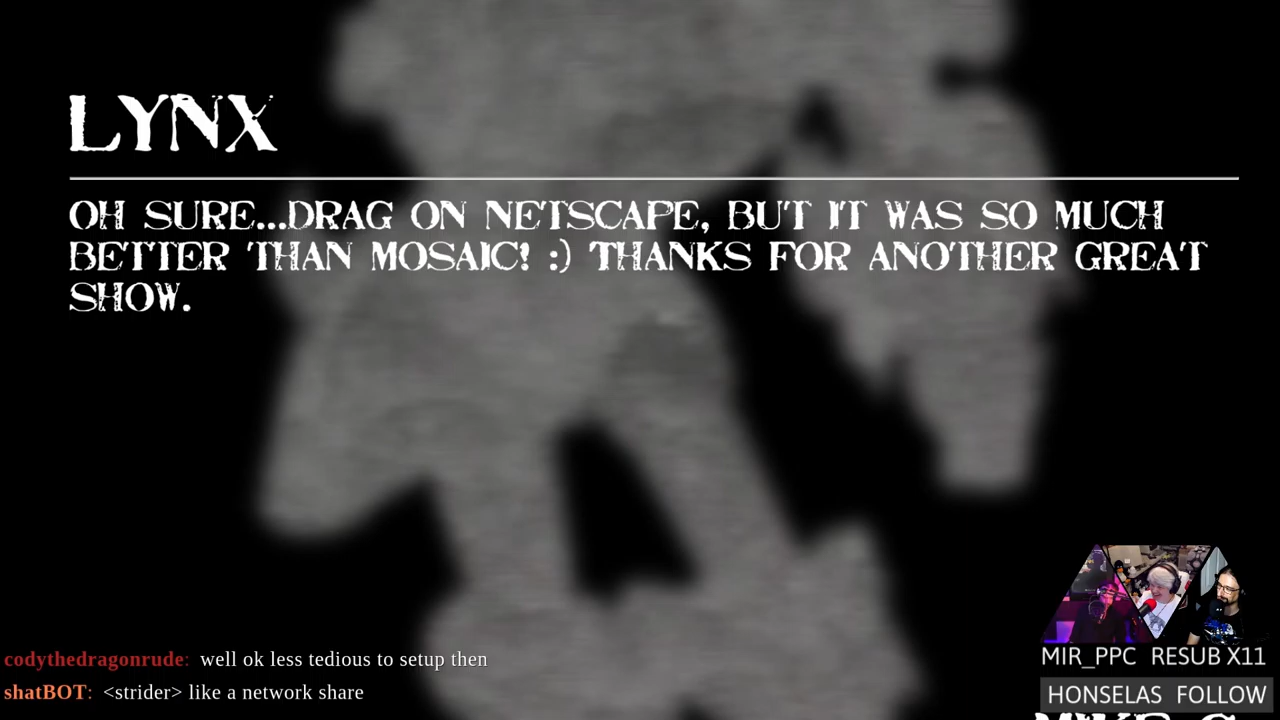 LYNX
OH SURE...DRAG ON NETSCAPE, BUT IT WAS SO MUCH
BETTER THAN MOSAIC! :) THANKS FOR ANOTHER GREAT
SHOW.
codythedragonrude: well ok less tedious to setup then
shatBOT: <strider> like a network share
MIR_PPC RESUB X11
HONSELAS FOLLOW